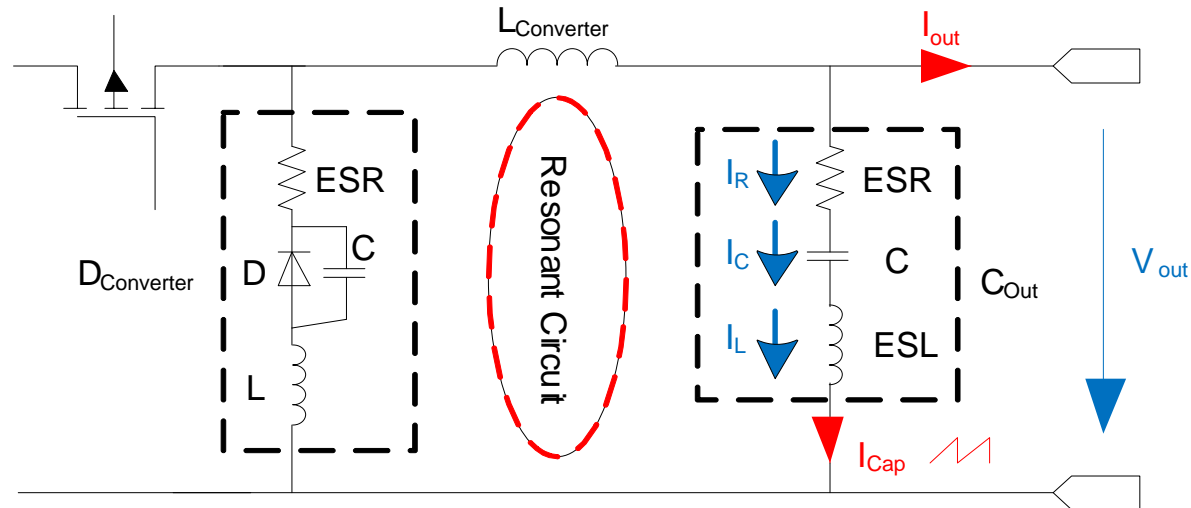 LConverter
Iout
ESR
D
C
L
DConverter
Resonant Circuit
IR
IC
IL
ESR
C
ESL
COut
Vout
ICap